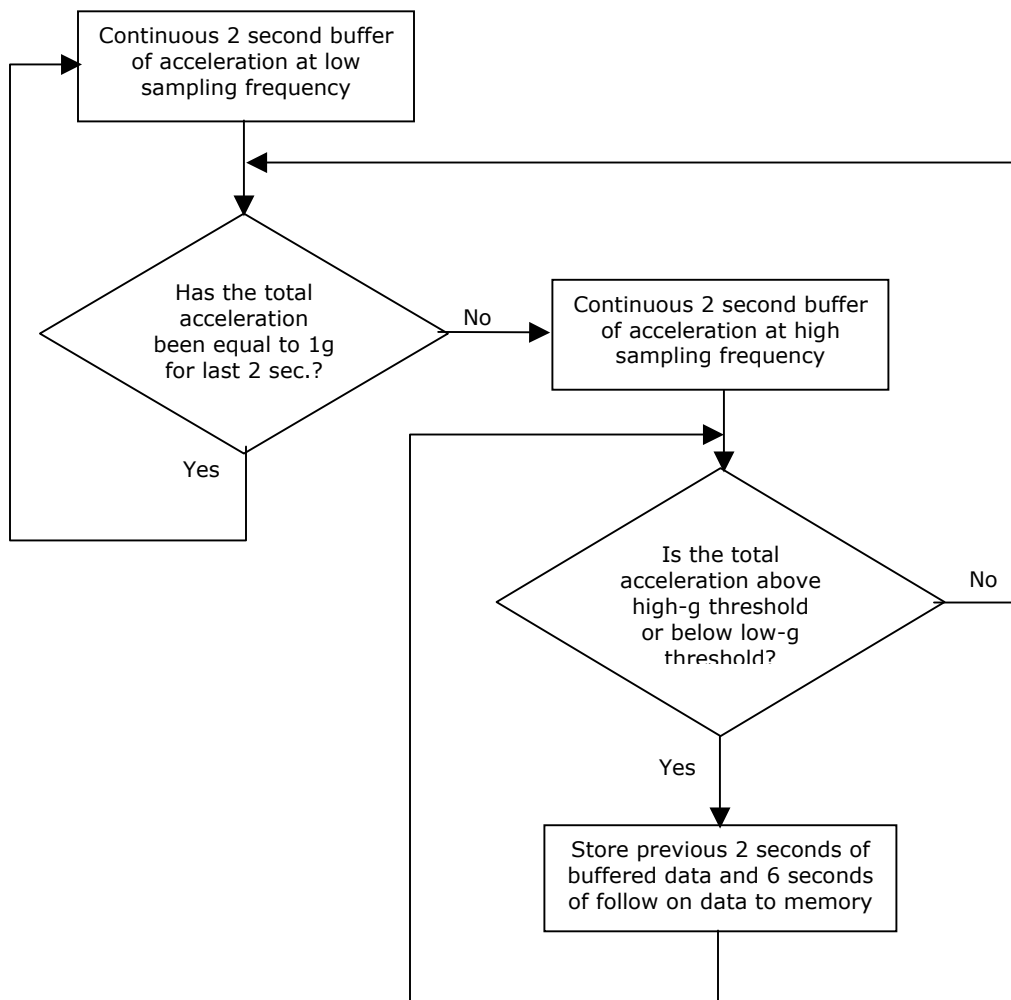 Continuous 2 second buffer
of acceleration at low
sampling frequency
Has the total
acceleration
been equal to 1g
for last 2 sec.?
No
Continuous 2 second buffer
of acceleration at high
sampling frequency
Yes
Is the total
acceleration above
high-g threshold
or below low-g
threshold?
No
Yes
Store previous 2 seconds of
buffered data and 6 seconds
of follow on data to memory